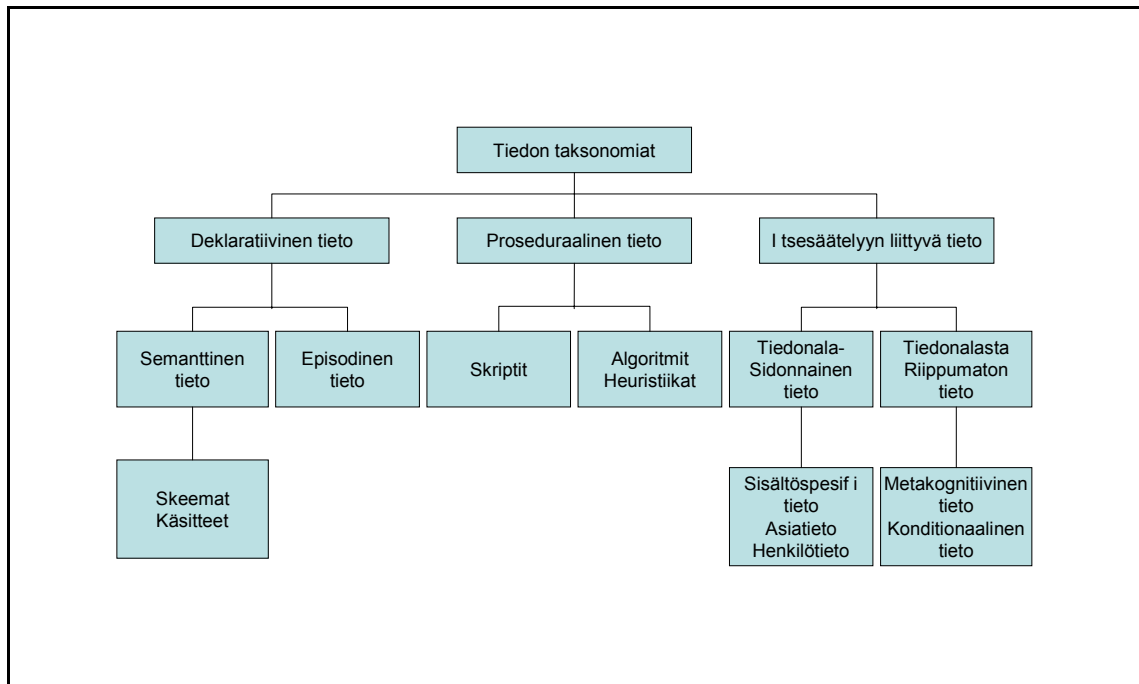 Tiedon taksonomiat
Deklaratiivinen tieto
Proseduraalinen tieto
I tsesäätelyyn liittyvä tieto
Semanttinen
tieto
Episodinen
tieto
Skriptit
Algoritmit
Heuristiikat
Tiedonala-
Sidonnainen
tieto
Tiedonalasta
Riippumaton
tieto
Skeemat
Käsitteet
Sisältöspesif i
tieto
Asiatieto
Henkilötieto
Metakognitiivinen
tieto
Konditionaalinen
tieto